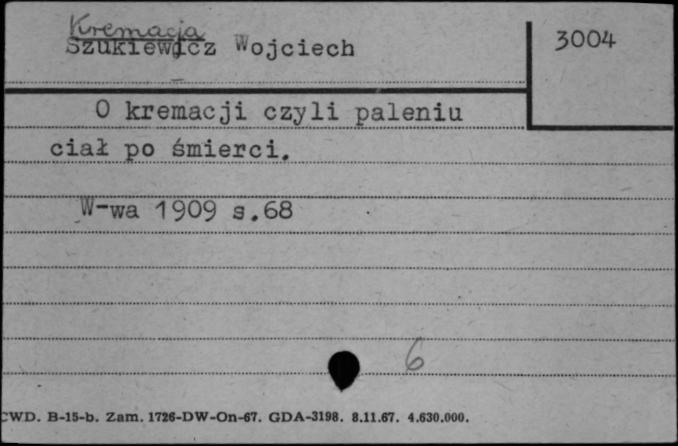 Kremacja
Szukiewicz Wojciech
3004
O kremacji czyli paleniu
ciał po śmierci.
W-wa 1909 s.68
6
CWD. B-15-b. Zam. 1726-DW-On-67. GDA-3198. 8.11.67. 4.630.000.